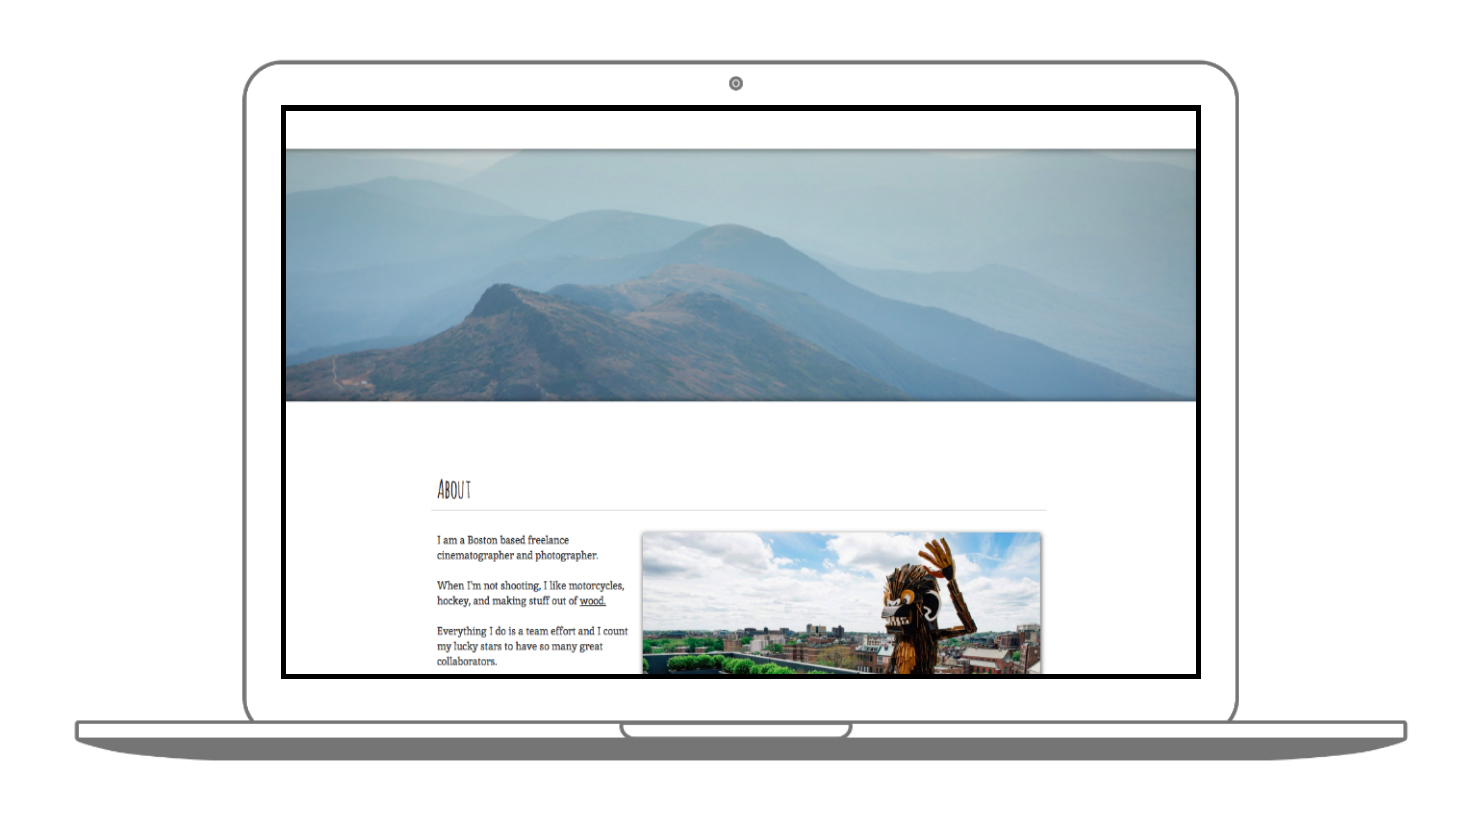 About
I am a Boston based freelance
cinematographer and photographer.
When I'm not shooting, I like motorcycles,
hockey, and making stuff out of wood.
Everything I do is a team effort and I count
my lucky stars to have so many great
collaborators.